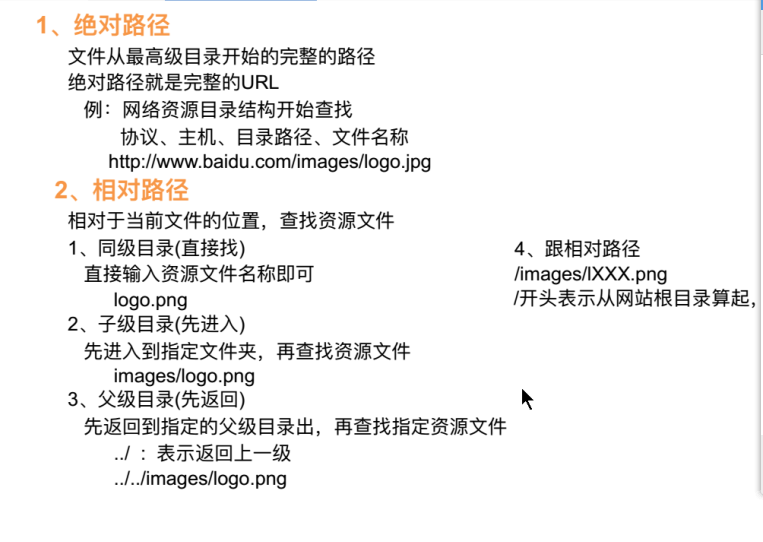 1、绝对路径
文件从最高级目录开始的完整的路径
绝对路径就是完整的URL
例：网络资源目录结构开始查找
协议、主机、目录路径、文件名称
http://www.baidu.com/images/logo.jpg
2、相对路径
相对于当前文件的位置，查找资源文件
1、同级目录(直接找)
直接输入资源文件名称即可
logo.png
2、子级目录(先进入)
先进入到指定文件夹，再查找资源文件
images/logo.png
3、父级目录(先返回)
先返回到指定的父级目录出，再查找指定资源文件
../ ：表示返回上一级
../../images/logo.png
4、跟相对路径
/images/lXXX.png
/开头表示从网站根目录算起，